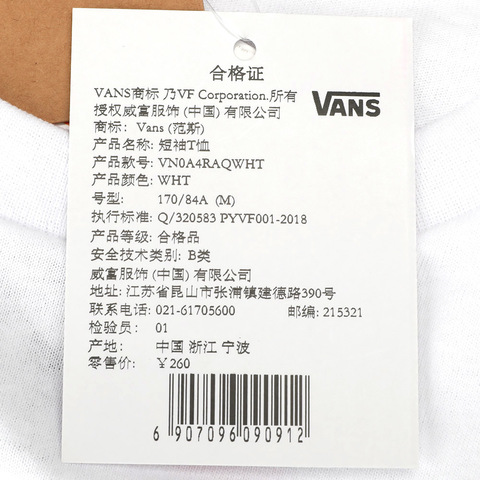 合格证
VANS商标 乃VF Corporation.所有
授权威富服饰 (中国) 有限公司
VANS
商标：Vans (范斯)
产品名称: 短袖T恤
产品款号: VN0A4RAQWHT
产品颜色: WHT
号型: 170/84A (M)
执行标准: Q/320583 PYVF001-2018
产品等级: 合格品
安全技术类别: B类
威富服饰 (中国) 有限公司
地址: 江苏省昆山市张浦镇建德路390号
联系电话: 021-61705600 邮编: 215321
检验员： 01
产地： 中国 浙江 宁波
零售价： ￥260
6 907096 090912